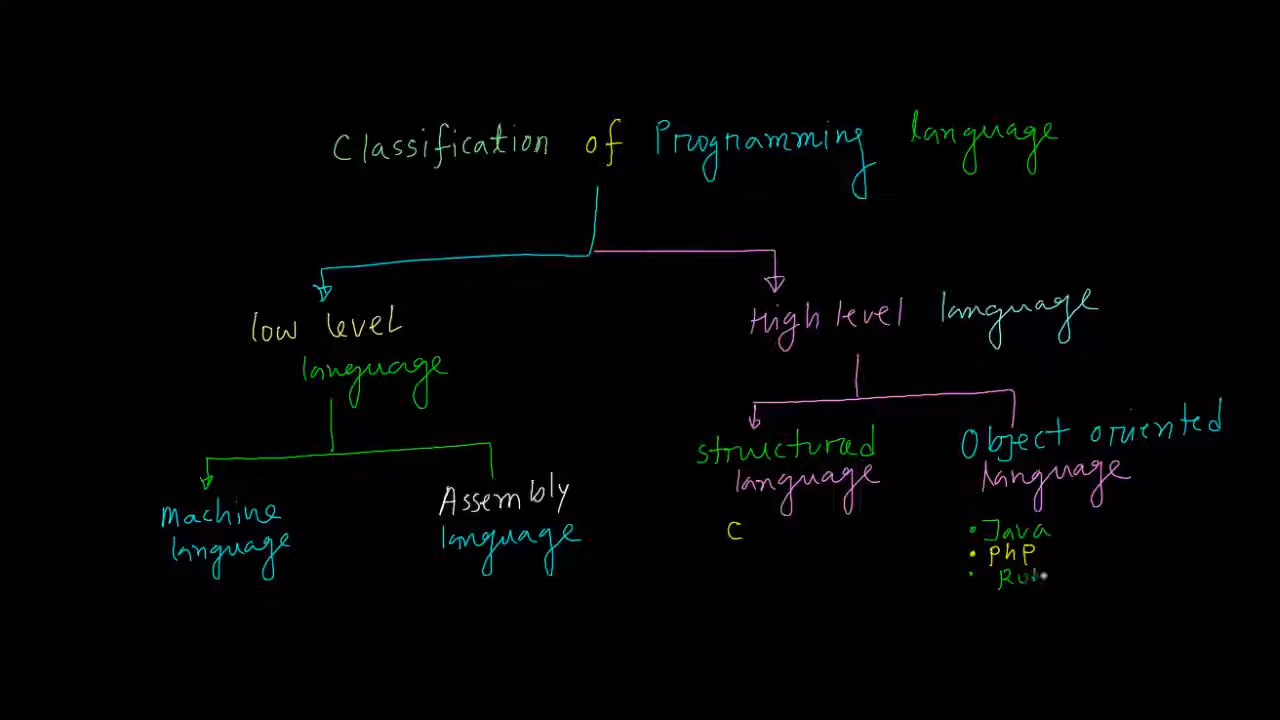 Classification of Programming language
low level
language
High level language
structured
language
Object oriented
language
Machine
language
Assembly
language
C
• Java
• PhP
•